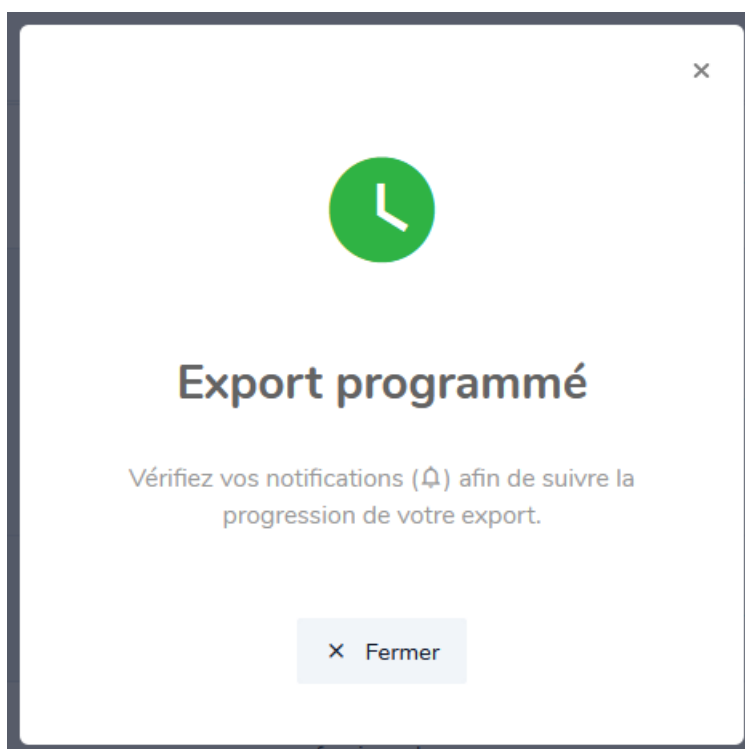 Export programmé
Vérifiez vos notifications () afin de suivre la
progression de votre export.
Fermer